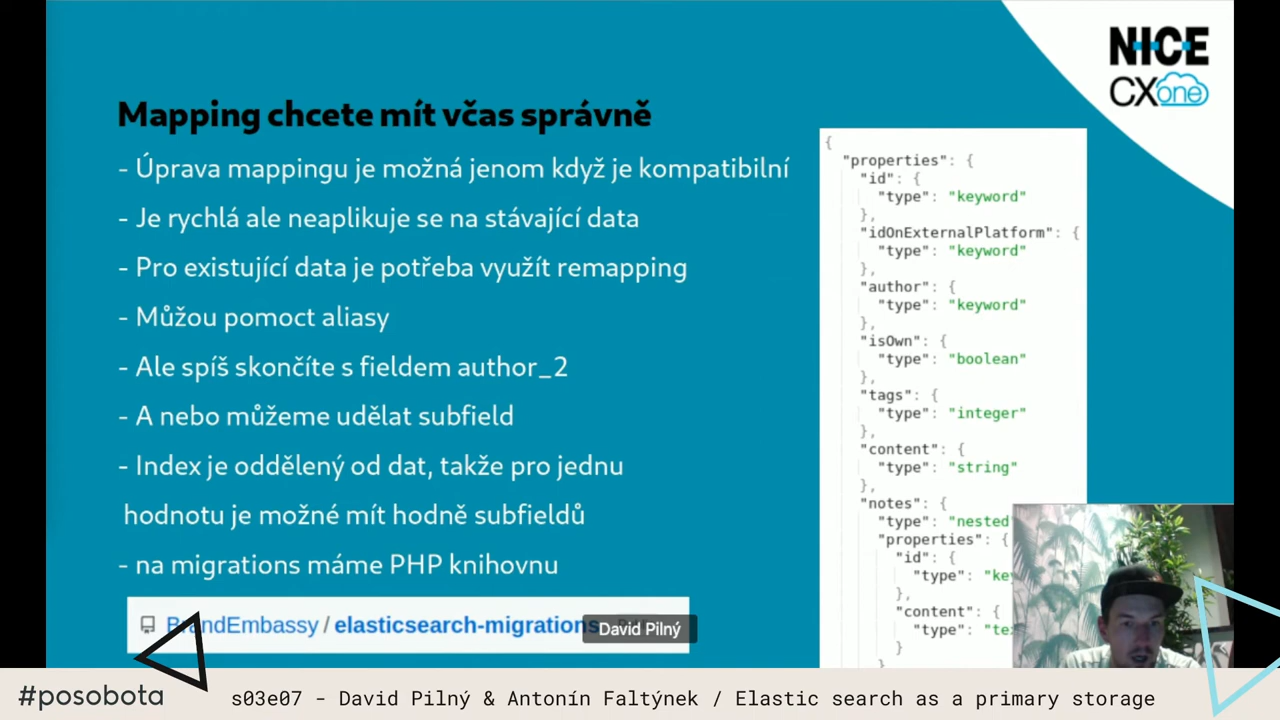 NICE
CXone
Mapping chcete mít včas správně
- Úprava mappingu je možná jenom když je kompatibilní
- Je rychlá ale neaplikuje se na stávající data
- Pro existující data je potřeba využít remapping
- Můžou pomoct aliasy
- Ale spíš skončíte s fieldem author_2
- A nebo můžeme udělat subfield
- Index je oddělený od dat, takže pro jednu
hodnotu je možné mít hodně subfieldů
- na migrations máme PHP knihovnu
BrandEmbassy / elasticsearch-migrations
{
"properties": {
"id": {
"type": "keyword"
},
"idOnExternalPlatform": {
"type": "keyword"
},
"author": {
"type": "keyword"
},
"isOwn": {
"type": "boolean"
},
"tags": {
"type": "integer"
},
"content": {
"type": "string"
},
"notes": {
"type": "nested"
"properties": {
"id": {
"type": "key
},
"content": {
"type": "te
}
}
David Pilný
#posobota
s03e07 - David Pilný & Antonín Faltýnek / Elastic search as a primary storage